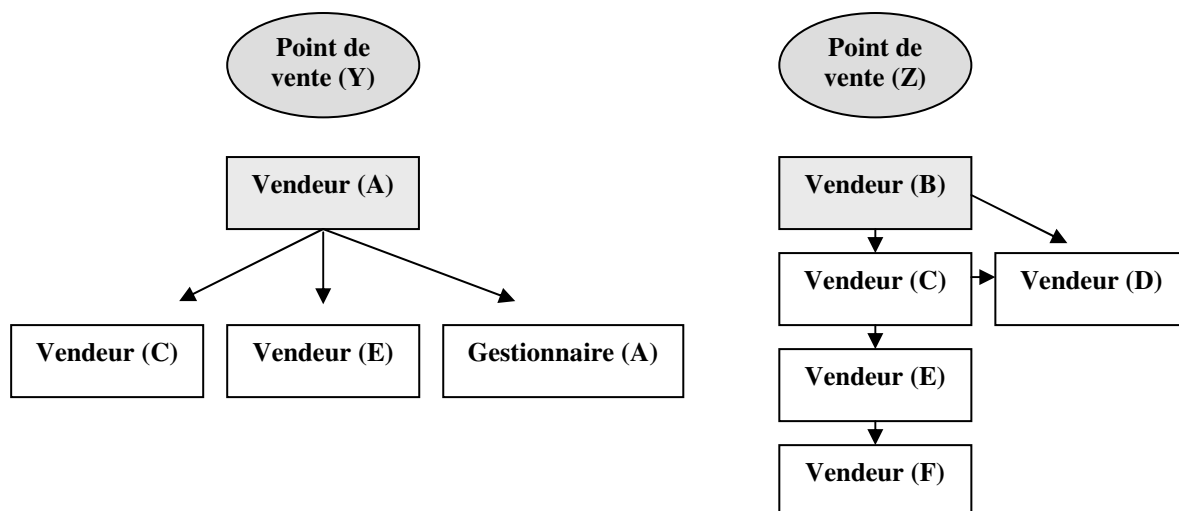 Point de
vente (Y)
Point de
vente (Z)
Vendeur (A)
Vendeur (B)
Vendeur (C)
Vendeur (D)
Vendeur (C)
Vendeur (E)
Gestionnaire (A)
Vendeur (E)
Vendeur (F)